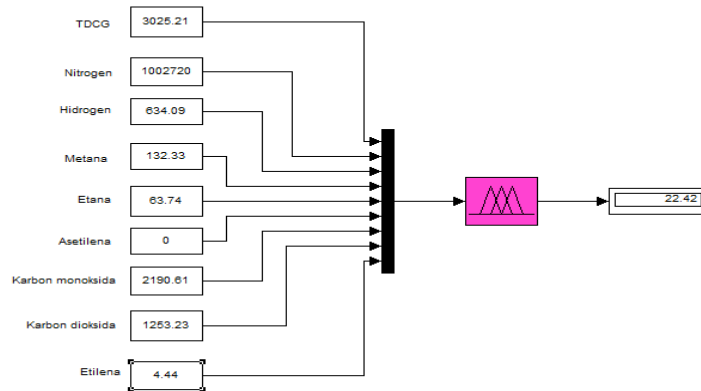 TDCG 3025.21
Nitrogen 1002720
Hidrogen 634.09
Metana 132.33
Etana 63.74
Asetilena 0
Karbon monoksida 2190.61
Karbon dioksida 1253.23
Etilena 4.44
22.42